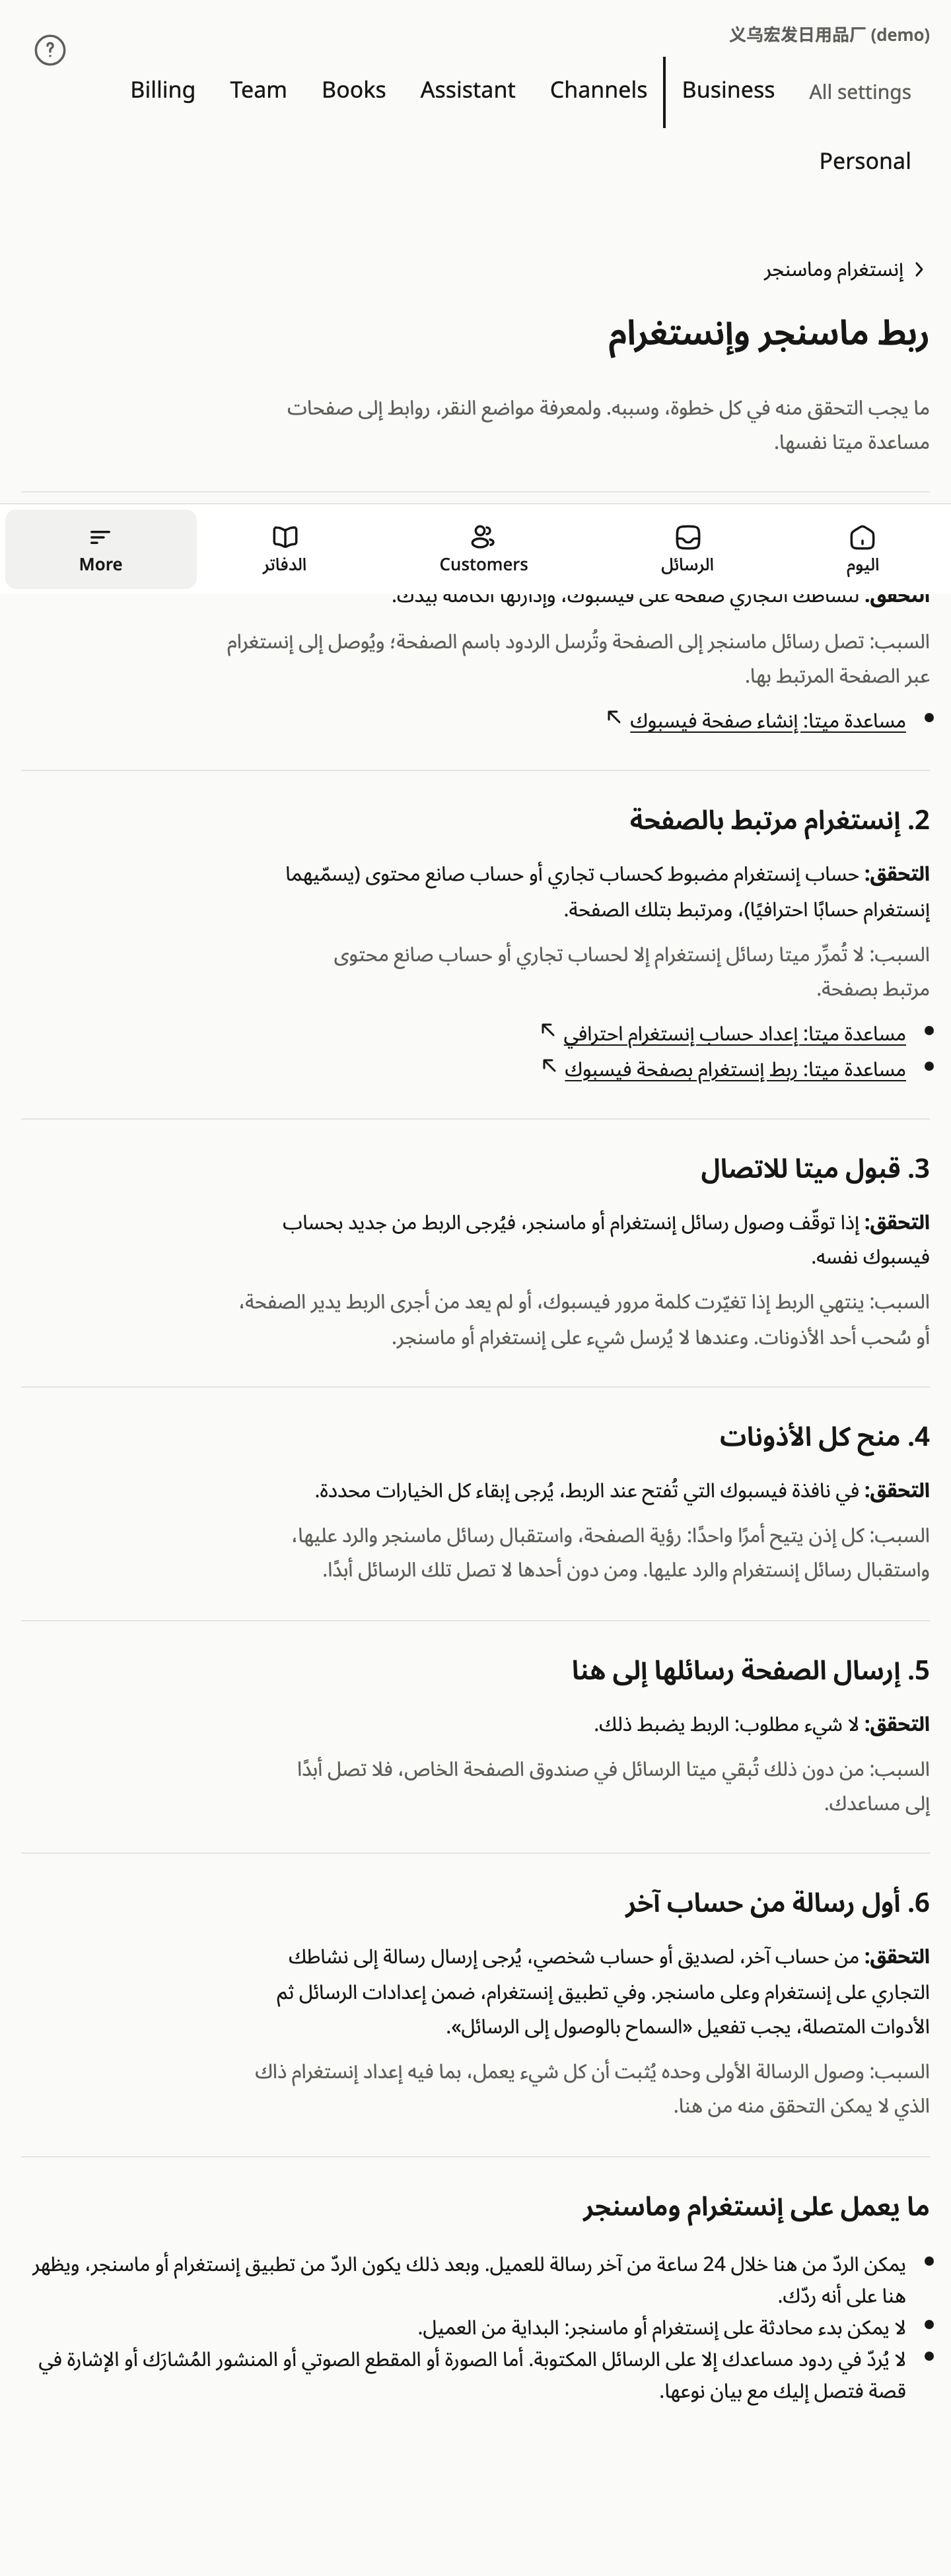 义乌宏发日用品厂 (demo)
All settings
Business
Channels
Assistant
Books
Team
Billing
Personal
إنستغرام وماسنجر
ربط ماسنجر وإنستغرام
ما يجب التحقق منه في كل خطوة، وسببه. ولمعرفة مواضع النقر، روابط إلى صفحات
مساعدة ميتا نفسها.
اليوم
الرسائل
Customers
الدفاتر
More
التحقق: لنشاطك التجاري صفحة على فيسبوك، وإدارتها الكاملة بيدك.
السبب: تصل رسائل ماسنجر إلى الصفحة وتُرسل الردود باسم الصفحة؛ ويُوصل إلى إنستغرام
عبر الصفحة المرتبط بها.
مساعدة ميتا: إنشاء صفحة فيسبوك
2. إنستغرام مرتبط بالصفحة
التحقق: حساب إنستغرام مضبوط كحساب تجاري أو حساب صانع محتوى (يسمّيهما
إنستغرام حسابًا احترافيًا)، ومرتبط بتلك الصفحة.
السبب: لا تُمرِّر ميتا رسائل إنستغرام إلا لحساب تجاري أو حساب صانع محتوى
مرتبط بصفحة.
مساعدة ميتا: إعداد حساب إنستغرام احترافي
مساعدة ميتا: ربط إنستغرام بصفحة فيسبوك
3. قبول ميتا للاتصال
التحقق: إذا توقّف وصول رسائل إنستغرام أو ماسنجر، فيُرجى الربط من جديد بحساب
فيسبوك نفسه.
السبب: ينتهي الربط إذا تغيّرت كلمة مرور فيسبوك، أو لم يعد من أجرى الربط يدير الصفحة،
أو سُحب أحد الأذونات. وعندها لا يُرسل شيء على إنستغرام أو ماسنجر.
4. منح كل الأذونات
التحقق: في نافذة فيسبوك التي تُفتح عند الربط، يُرجى إبقاء كل الخيارات محددة.
السبب: كل إذن يتيح أمرًا واحدًا: رؤية الصفحة، واستقبال رسائل ماسنجر والرد عليها،
واستقبال رسائل إنستغرام والرد عليها. ومن دون أحدها لا تصل تلك الرسائل أبدًا.
5. إرسال الصفحة رسائلها إلى هنا
التحقق: لا شيء مطلوب: الربط يضبط ذلك.
السبب: من دون ذلك تُبقي ميتا الرسائل في صندوق الصفحة الخاص، فلا تصل أبدًا
إلى مساعدك.
6. أول رسالة من حساب آخر
التحقق: من حساب آخر، لصديق أو حساب شخصي، يُرجى إرسال رسالة إلى نشاطك
التجاري على إنستغرام وعلى ماسنجر. وفي تطبيق إنستغرام، ضمن إعدادات الرسائل ثم
الأدوات المتصلة، يجب تفعيل «السماح بالوصول إلى الرسائل».
السبب: وصول الرسالة الأولى وحده يُثبت أن كل شيء يعمل، بما فيه إعداد إنستغرام ذاك
الذي لا يمكن التحقق منه من هنا.
ما يعمل على إنستغرام وماسنجر
يمكن الردّ من هنا خلال 24 ساعة من آخر رسالة للعميل. وبعد ذلك يكون الردّ من تطبيق إنستغرام أو ماسنجر، ويظهر
هنا على أنه ردّك.
لا يمكن بدء محادثة على إنستغرام أو ماسنجر: البداية من العميل.
لا يُردّ في ردود مساعدك إلا على الرسائل المكتوبة. أما الصورة أو المقطع الصوتي أو المنشور المُشارَك أو الإشارة في
قصة فتصل إليك مع بيان نوعها.